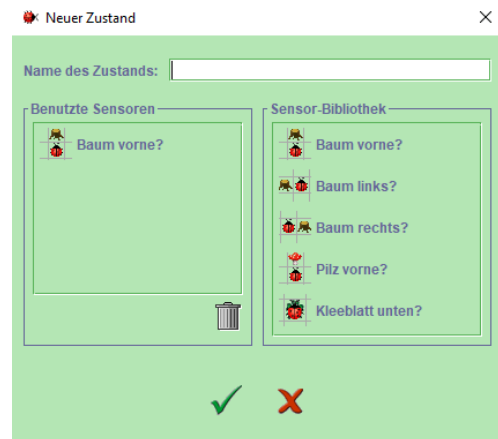 Neuer Zustand
Name des Zustands:
Benutzte Sensoren
Baum vorne?
Sensor-Bibliothek
Baum vorne?
Baum links?
Baum rechts?
Pilz vorne?
Kleeblatt unten?